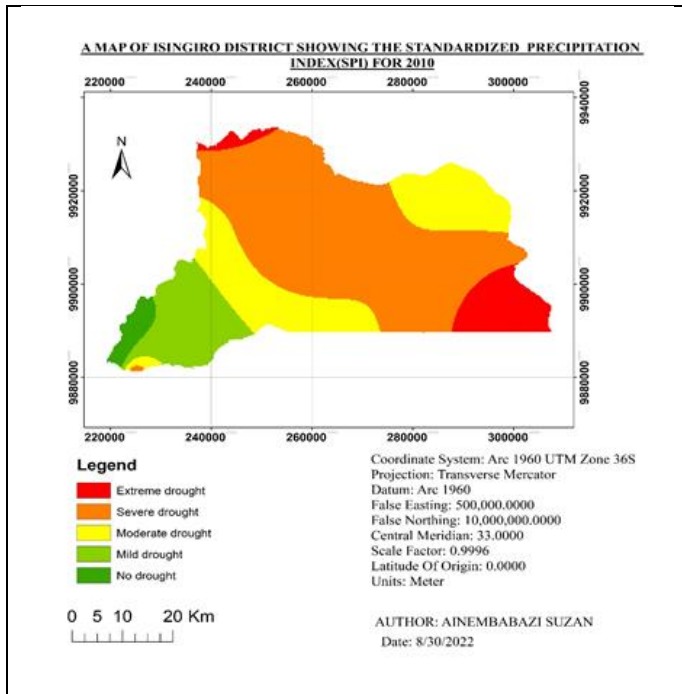 A MAP OF ISINGIRO DISTRICT SHOWING THE STANDARDIZED PRECIPITATION
INDEX(SPI) FOR 2010
220000 240000 260000 280000 300000
9940000
9920000
9900000
9880000
N
9940000
9920000
9900000
9880000
220000 240000 260000 280000 300000
Legend
Extreme drought
Severe drought
Moderate drought
Mild drought
No drought
0 5 10 20 Km
Coordinate System: Arc 1960 UTM Zone 36S
Projection: Transverse Mercator
Datum: Arc 1960
False Easting: 500,000.0000
False Northing: 10,000,000.0000
Central Meridian: 33.0000
Scale Factor: 0.9996
Latitude Of Origin: 0.0000
Units: Meter
AUTHOR: AINEMBABAZI SUZAN
Date: 8/30/2022